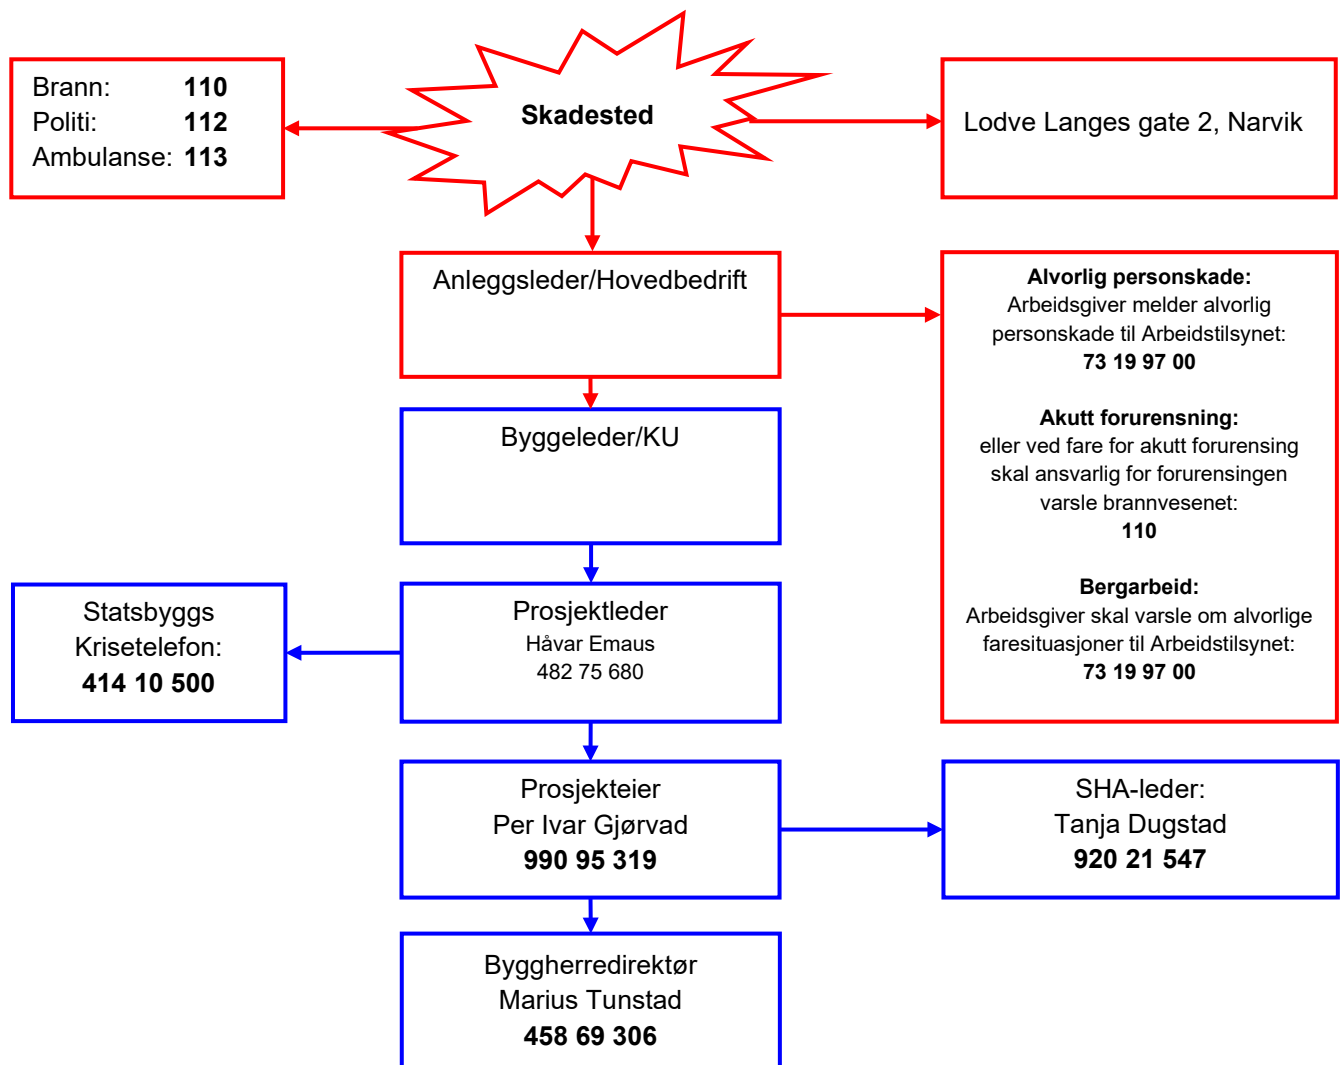 Brann: 110
Politi: 112
Ambulanse: 113
Skadested
Lodve Langes gate 2, Narvik
Anleggsleder/Hovedbedrift
Alvorlig personskade:
Arbeidsgiver melder alvorlig
personskade til Arbeidstilsynet:
73 19 97 00
Akutt forurensning:
eller ved fare for akutt forurensing
skal ansvarlig for forurensingen
varsle brannvesenet:
110
Bergarbeid:
Arbeidsgiver skal varsle om alvorlige
faresituasjoner til Arbeidstilsynet:
73 19 97 00
Byggeleder/KU
Statsbyggs
Krisetelefon:
414 10 500
Prosjektleder
Håvar Emaus
482 75 680
Prosjekteier
Per Ivar Gjørvad
990 95 319
SHA-leder:
Tanja Dugstad
920 21 547
Byggherredirektør
Marius Tunstad
458 69 306